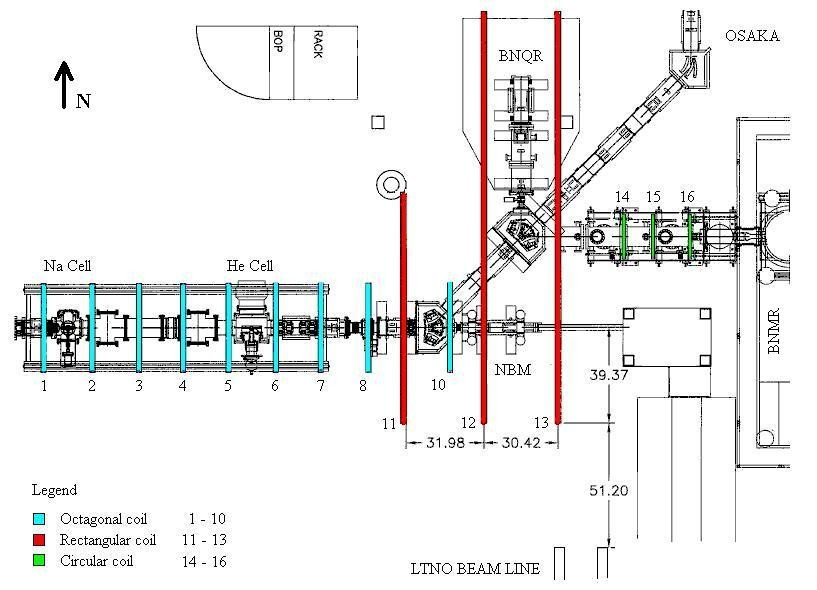 BOP
RACK
N
BNQR
OSAKA
14 15 16
Na Cell He Cell
BNMR
NBM
39.37
1 2 3 4 5 6 7 8 10
11 12 13
31.98 30.42
51.20
Legend
Octagonal coil 1 - 10
Rectangular coil 11 - 13
Circular coil 14 - 16
LTNO BEAM LINE